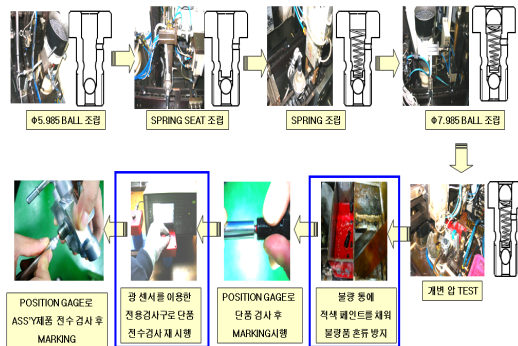 Φ5.985 BALL 조립
SPRING SEAT 조립
SPRING 조립
Φ7.985 BALL 조립
개변 압 TEST
불량 통에
적색 페인트를 채워
불량품 혼류 방지
POSITION GAGE로
단품 검사 후
MARKING시행
광 센서를 이용한
전용검사구로 단품
전수검사 재 시행
POSITION GAGE로
ASS'Y제품 전수 검사 후
MARKING